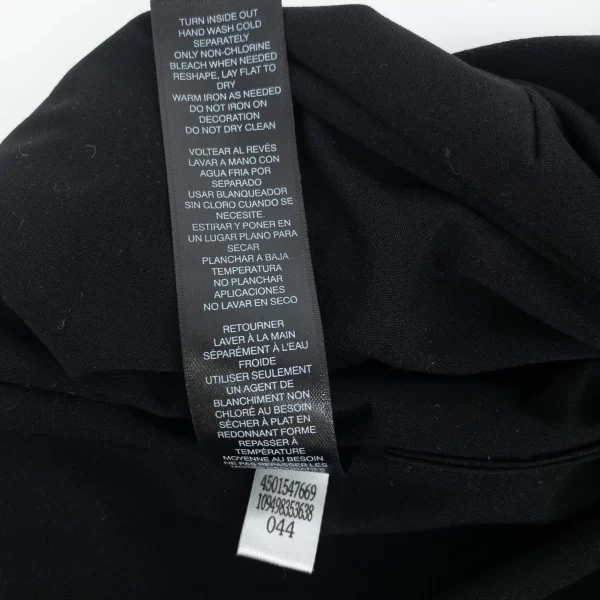 TURN INSIDE OUT
HAND WASH COLD
SEPARATELY
ONLY NON-CHLORINE
BLEACH WHEN NEEDED
RESHAPE, LAY FLAT TO
DRY
WARM IRON AS NEEDED
DO NOT IRON ON
DECORATION
DO NOT DRY CLEAN
VOLTEAR AL REVÉS
LAVAR A MANO CON
AGUA FRIA POR
SEPARADO
USAR BLANQUEADOR
SIN CLORO CUANDO SE
NECESITE.
ESTIRAR Y PONER EN
UN LUGAR PLANO PARA
SECAR
PLANCHAR A BAJA
TEMPERATURA
NO PLANCHAR
APLICACIONES
NO LAVAR EN SECO
RETOURNER
LAVER À LA MAIN
SÉPARÉMENT À L'EAU
FROIDE
UTILISER SEULEMENT
UN AGENT DE
BLANCHIMENT NON
CHLORÉ AU BESOIN
SÉCHER À PLAT EN
REDONNANT FORME
REPASSER À
TEMPÉRATURE
MOYENNE AU BESOIN
NE PAS REPASSER LES
4501547669
109498353638
044